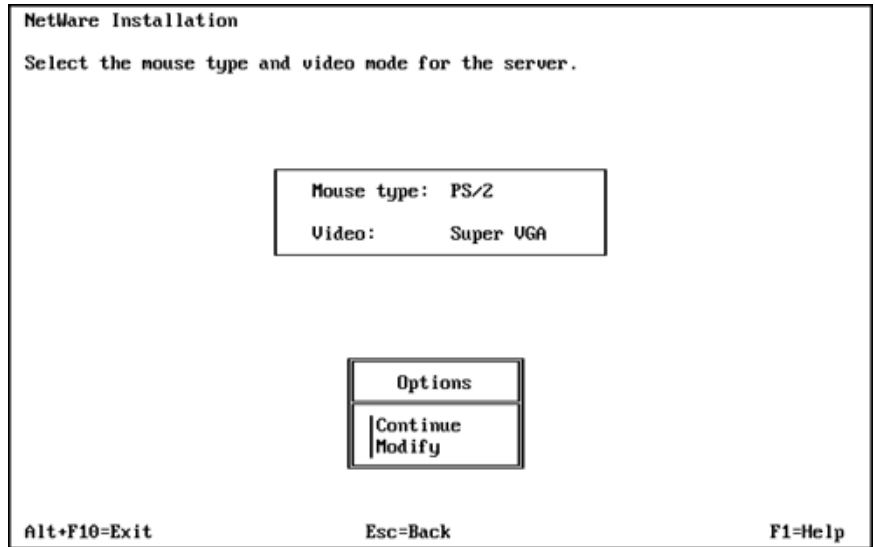 NetWare Installation
Select the mouse type and video mode for the server.
Mouse type: PS/2
Video: Super VGA
Options
Continue
Modify
Alt+F10=Exit Esc=Back F1=Help